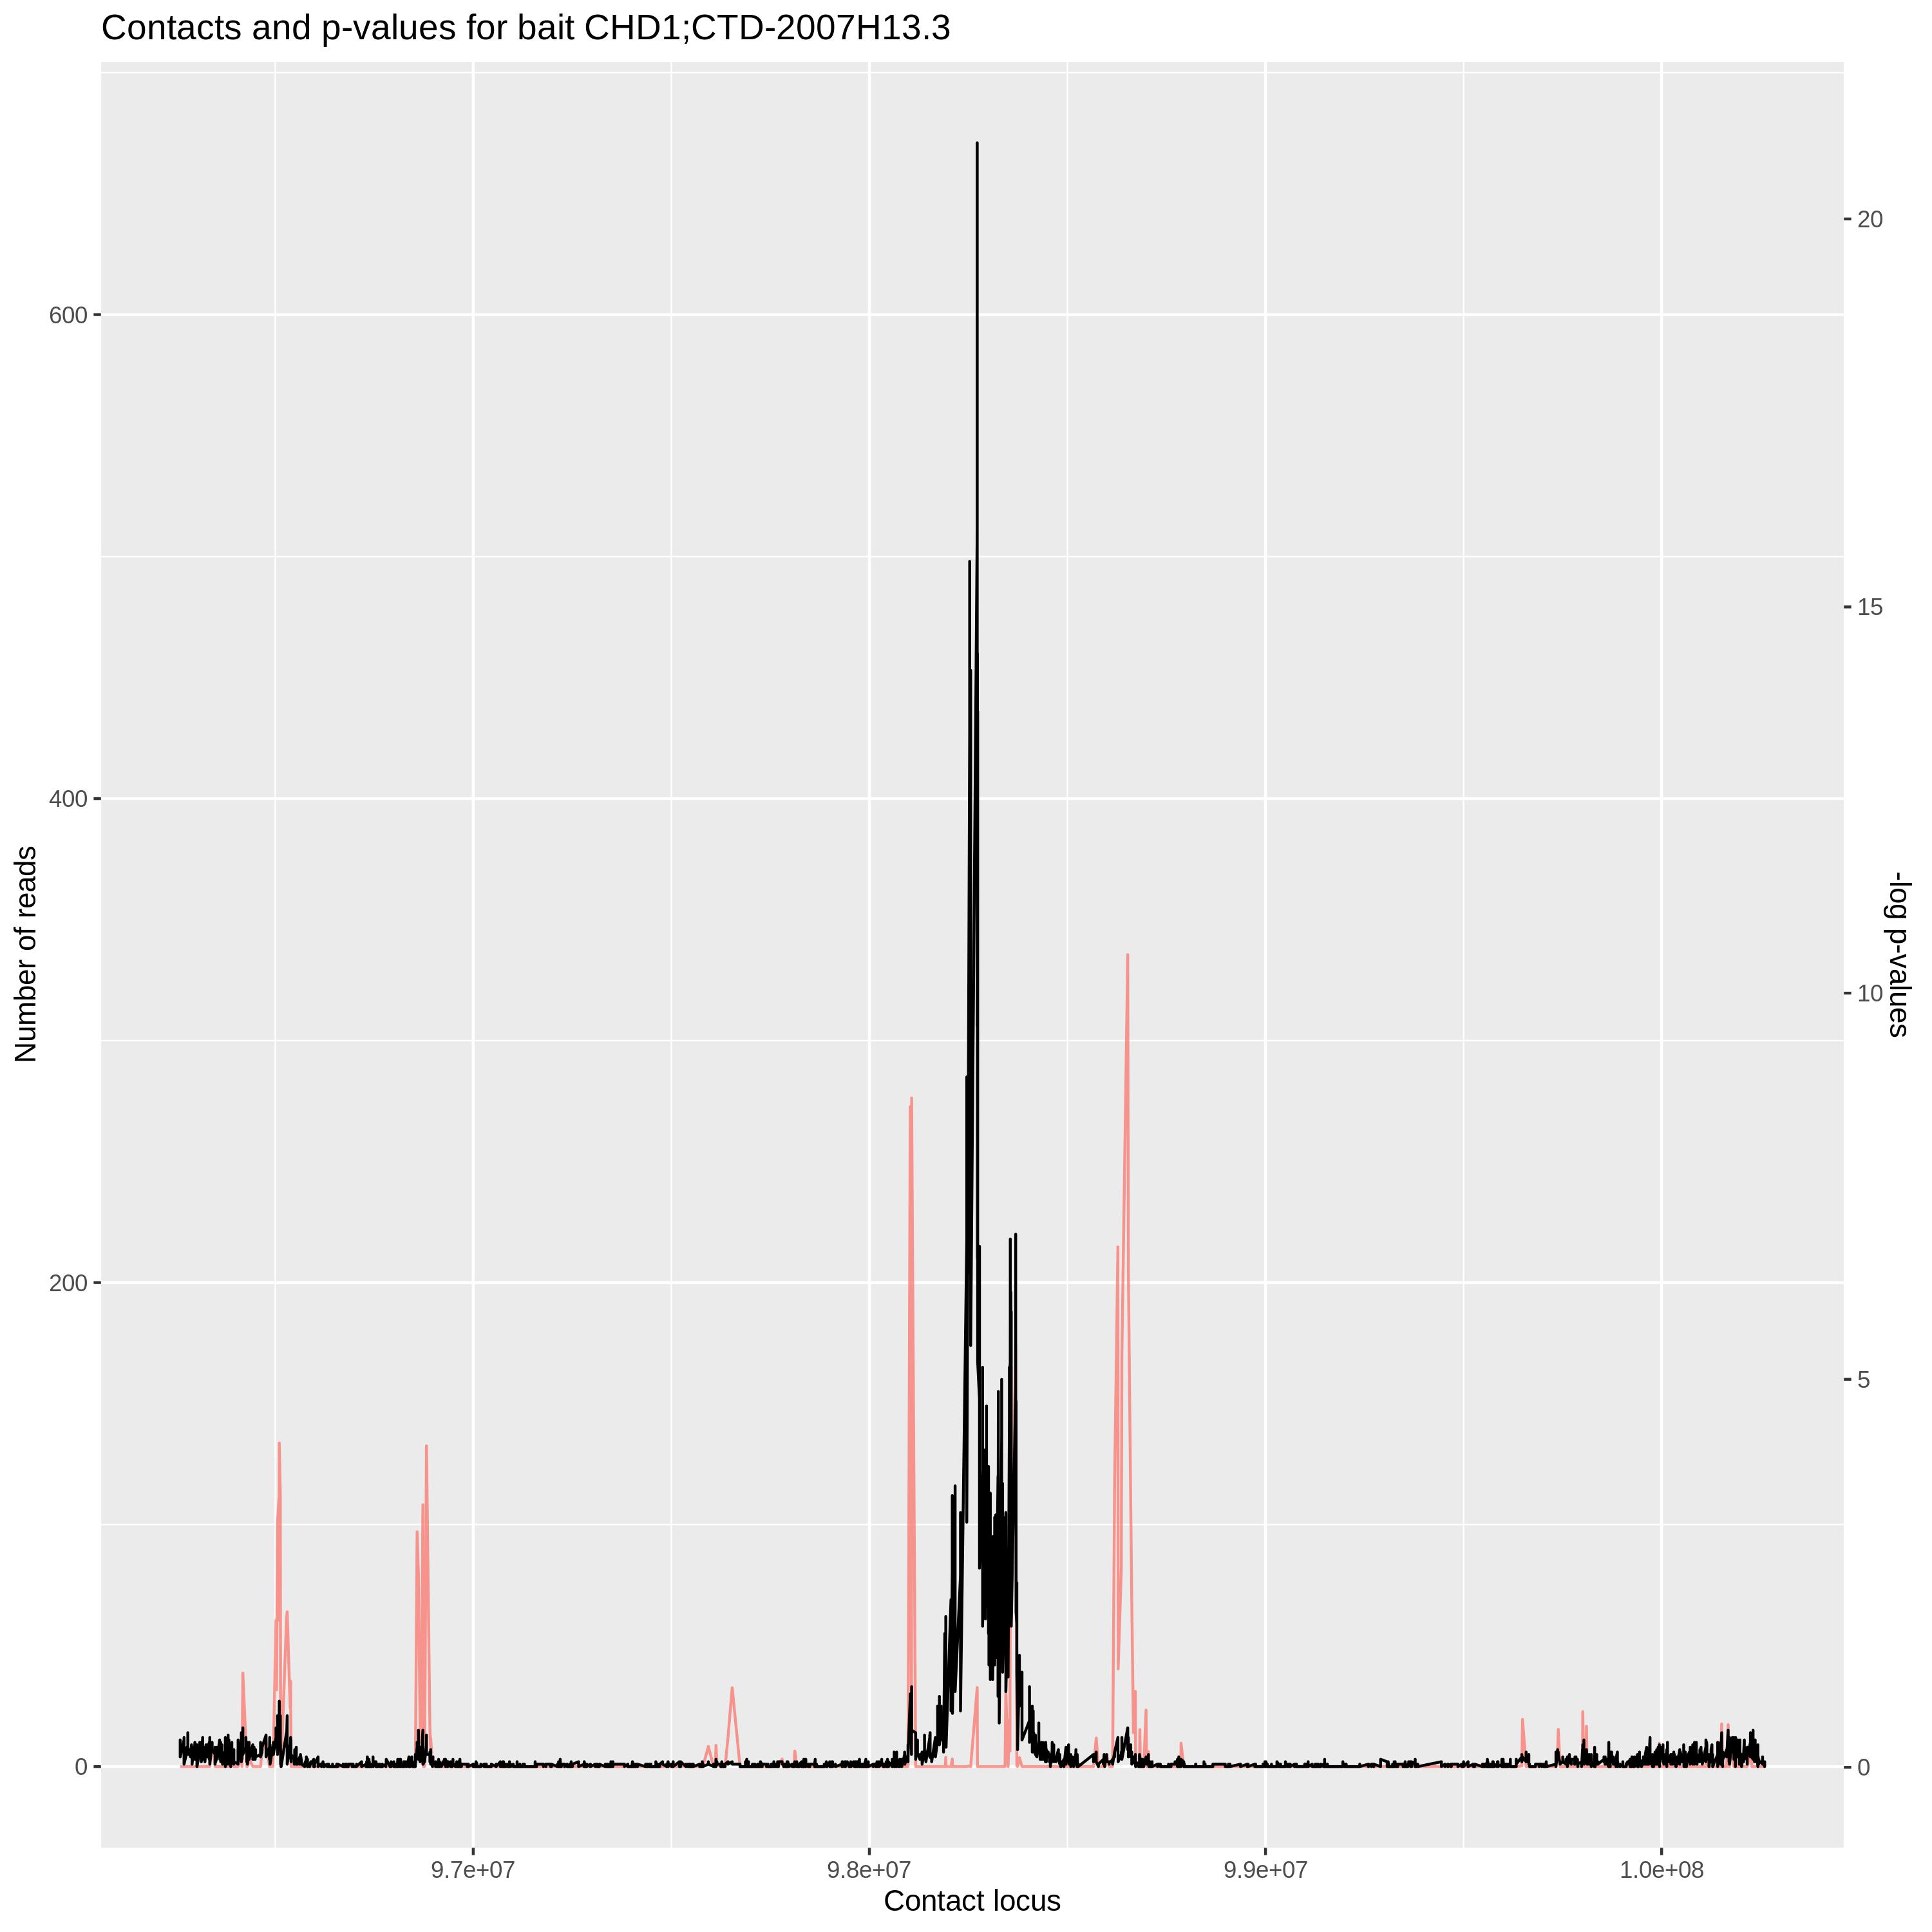 Contacts and p-values for bait CHD1;CTD-2007H13.3
20
600
15
400
Number of reads
-log p-values
10
200
5
0
0
9.7e+07
9.8e+07
9.9e+07
1.0e+08
Contact locus